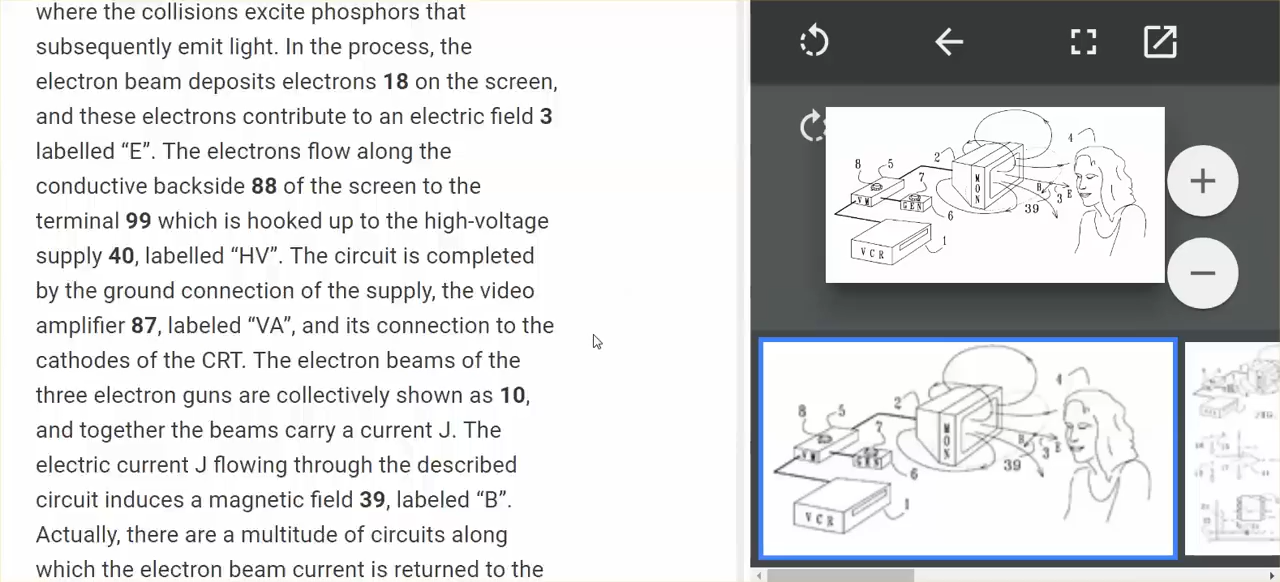 where the collisions excite phosphors that
subsequently emit light. In the process, the
electron beam deposits electrons 18 on the screen,
and these electrons contribute to an electric field 3
labelled “E”. The electrons flow along the
conductive backside 88 of the screen to the
terminal 99 which is hooked up to the high-voltage
supply 40, labelled “HV”. The circuit is completed
by the ground connection of the supply, the video
amplifier 87, labeled “VA”, and its connection to the
cathodes of the CRT. The electron beams of the
three electron guns are collectively shown as 10,
and together the beams carry a current J. The
electric current J flowing through the described
circuit induces a magnetic field 39, labeled “B”.
Actually, there are a multitude of circuits along
which the electron beam current is returned to the
4
2
8
5
7
MON
VM
GEN
B
3
E
39
6
1
VCR
4
2
8
5
7
MON
VM
GEN
B
3
E
39
6
1
VCR